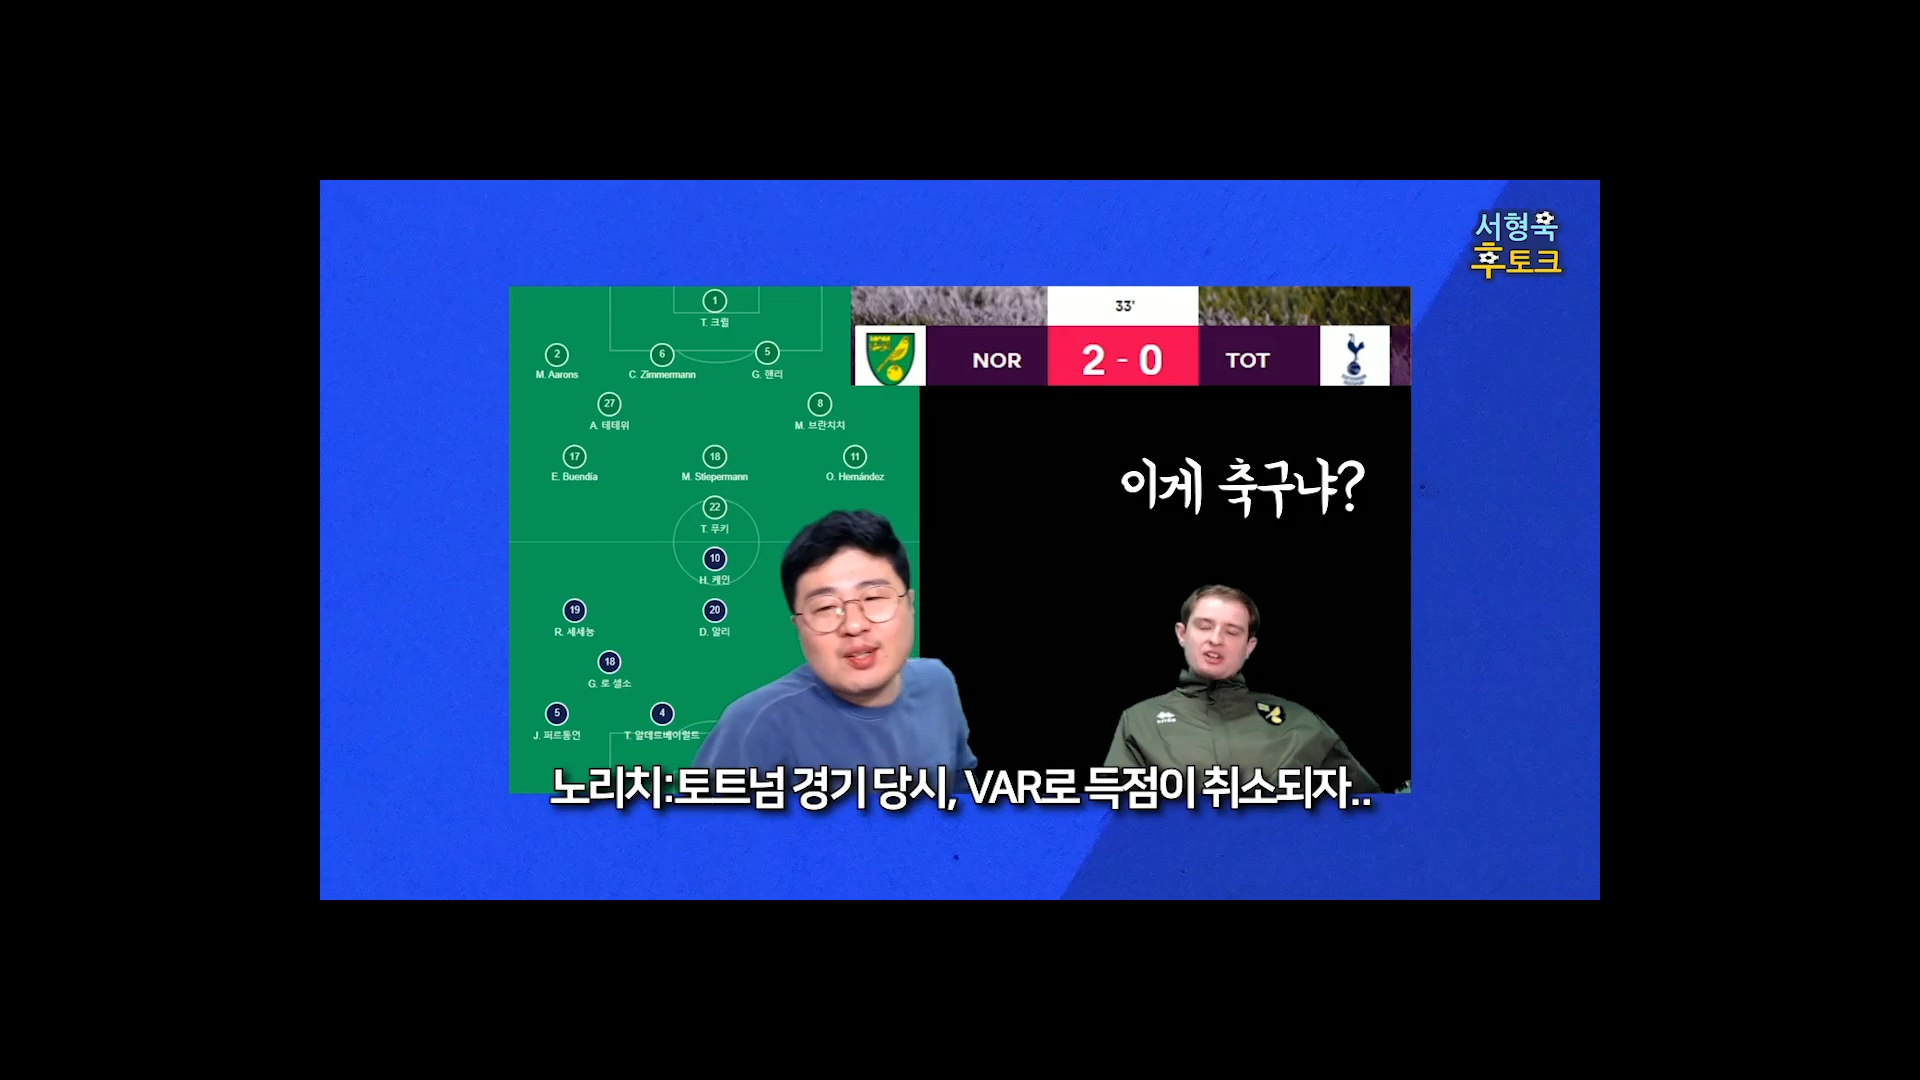 서형욱
후토크
33'
NOR 2 - 0 TOT
1
T. 크륄
2
M. Aarons
6
C. Zimmermann
5
G. 핸리
27
A. 테테위
8
M. 브란치치
17
E. Buendía
18
M. Stiepermann
11
O. Hernández
22
T. 푸키
10
H. 케인
19
R. 세세뇽
20
D. 알리
18
G. 로 셀소
5
J. 퍼르통언
4
T. 알데르베이럴트
이게 축구냐?
노리치:토트넘 경기 당시, VAR로 득점이 취소되자..